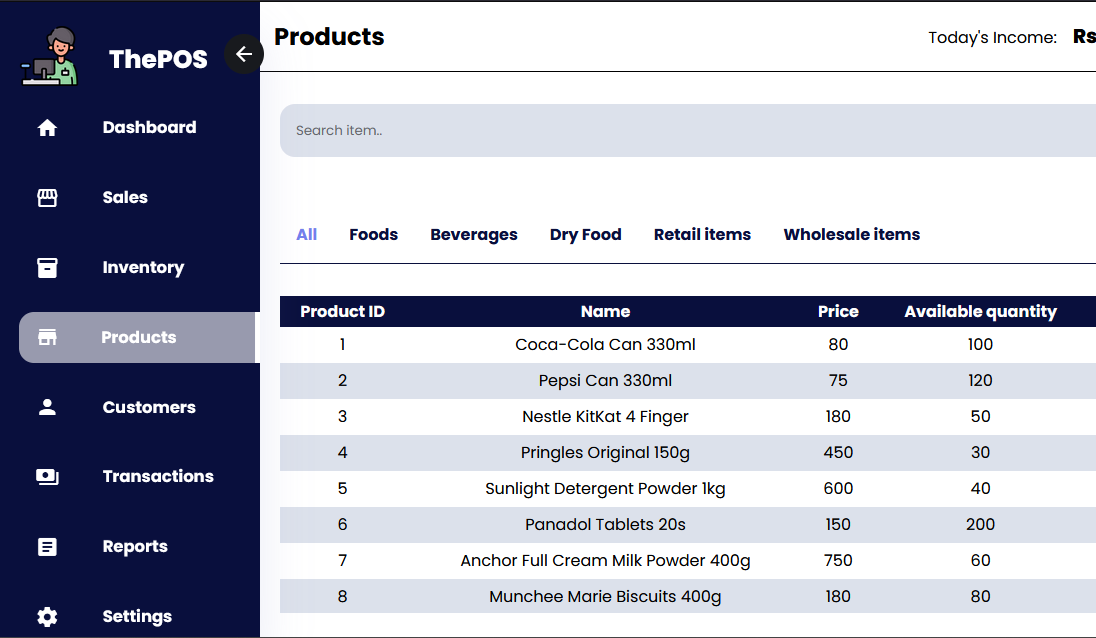 ThePOS
Dashboard
Sales
Inventory
Products
Customers
Transactions
Reports
Settings
Products
Today's Income: Rs
Search item..
All Foods Beverages Dry Food Retail items Wholesale items
Product ID Name Price Available quantity
1 Coca-Cola Can 330ml 80 100
2 Pepsi Can 330ml 75 120
3 Nestle KitKat 4 Finger 180 50
4 Pringles Original 150g 450 30
5 Sunlight Detergent Powder 1kg 600 40
6 Panadol Tablets 20s 150 200
7 Anchor Full Cream Milk Powder 400g 750 60
8 Munchee Marie Biscuits 400g 180 80